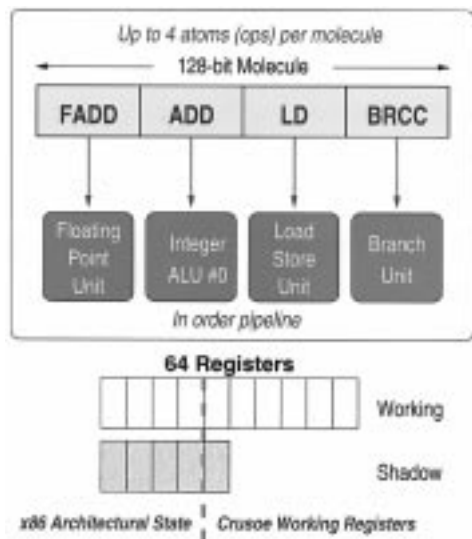 Up to 4 atoms (ops) per molecule
128-bit Molecule
FADD ADD LD BRCC
Floating Point Unit
Integer ALU #0
Load Store Unit
Branch Unit
In order pipeline
64 Registers
Working
Shadow
x86 Architectural State
Crusoe Working Registers